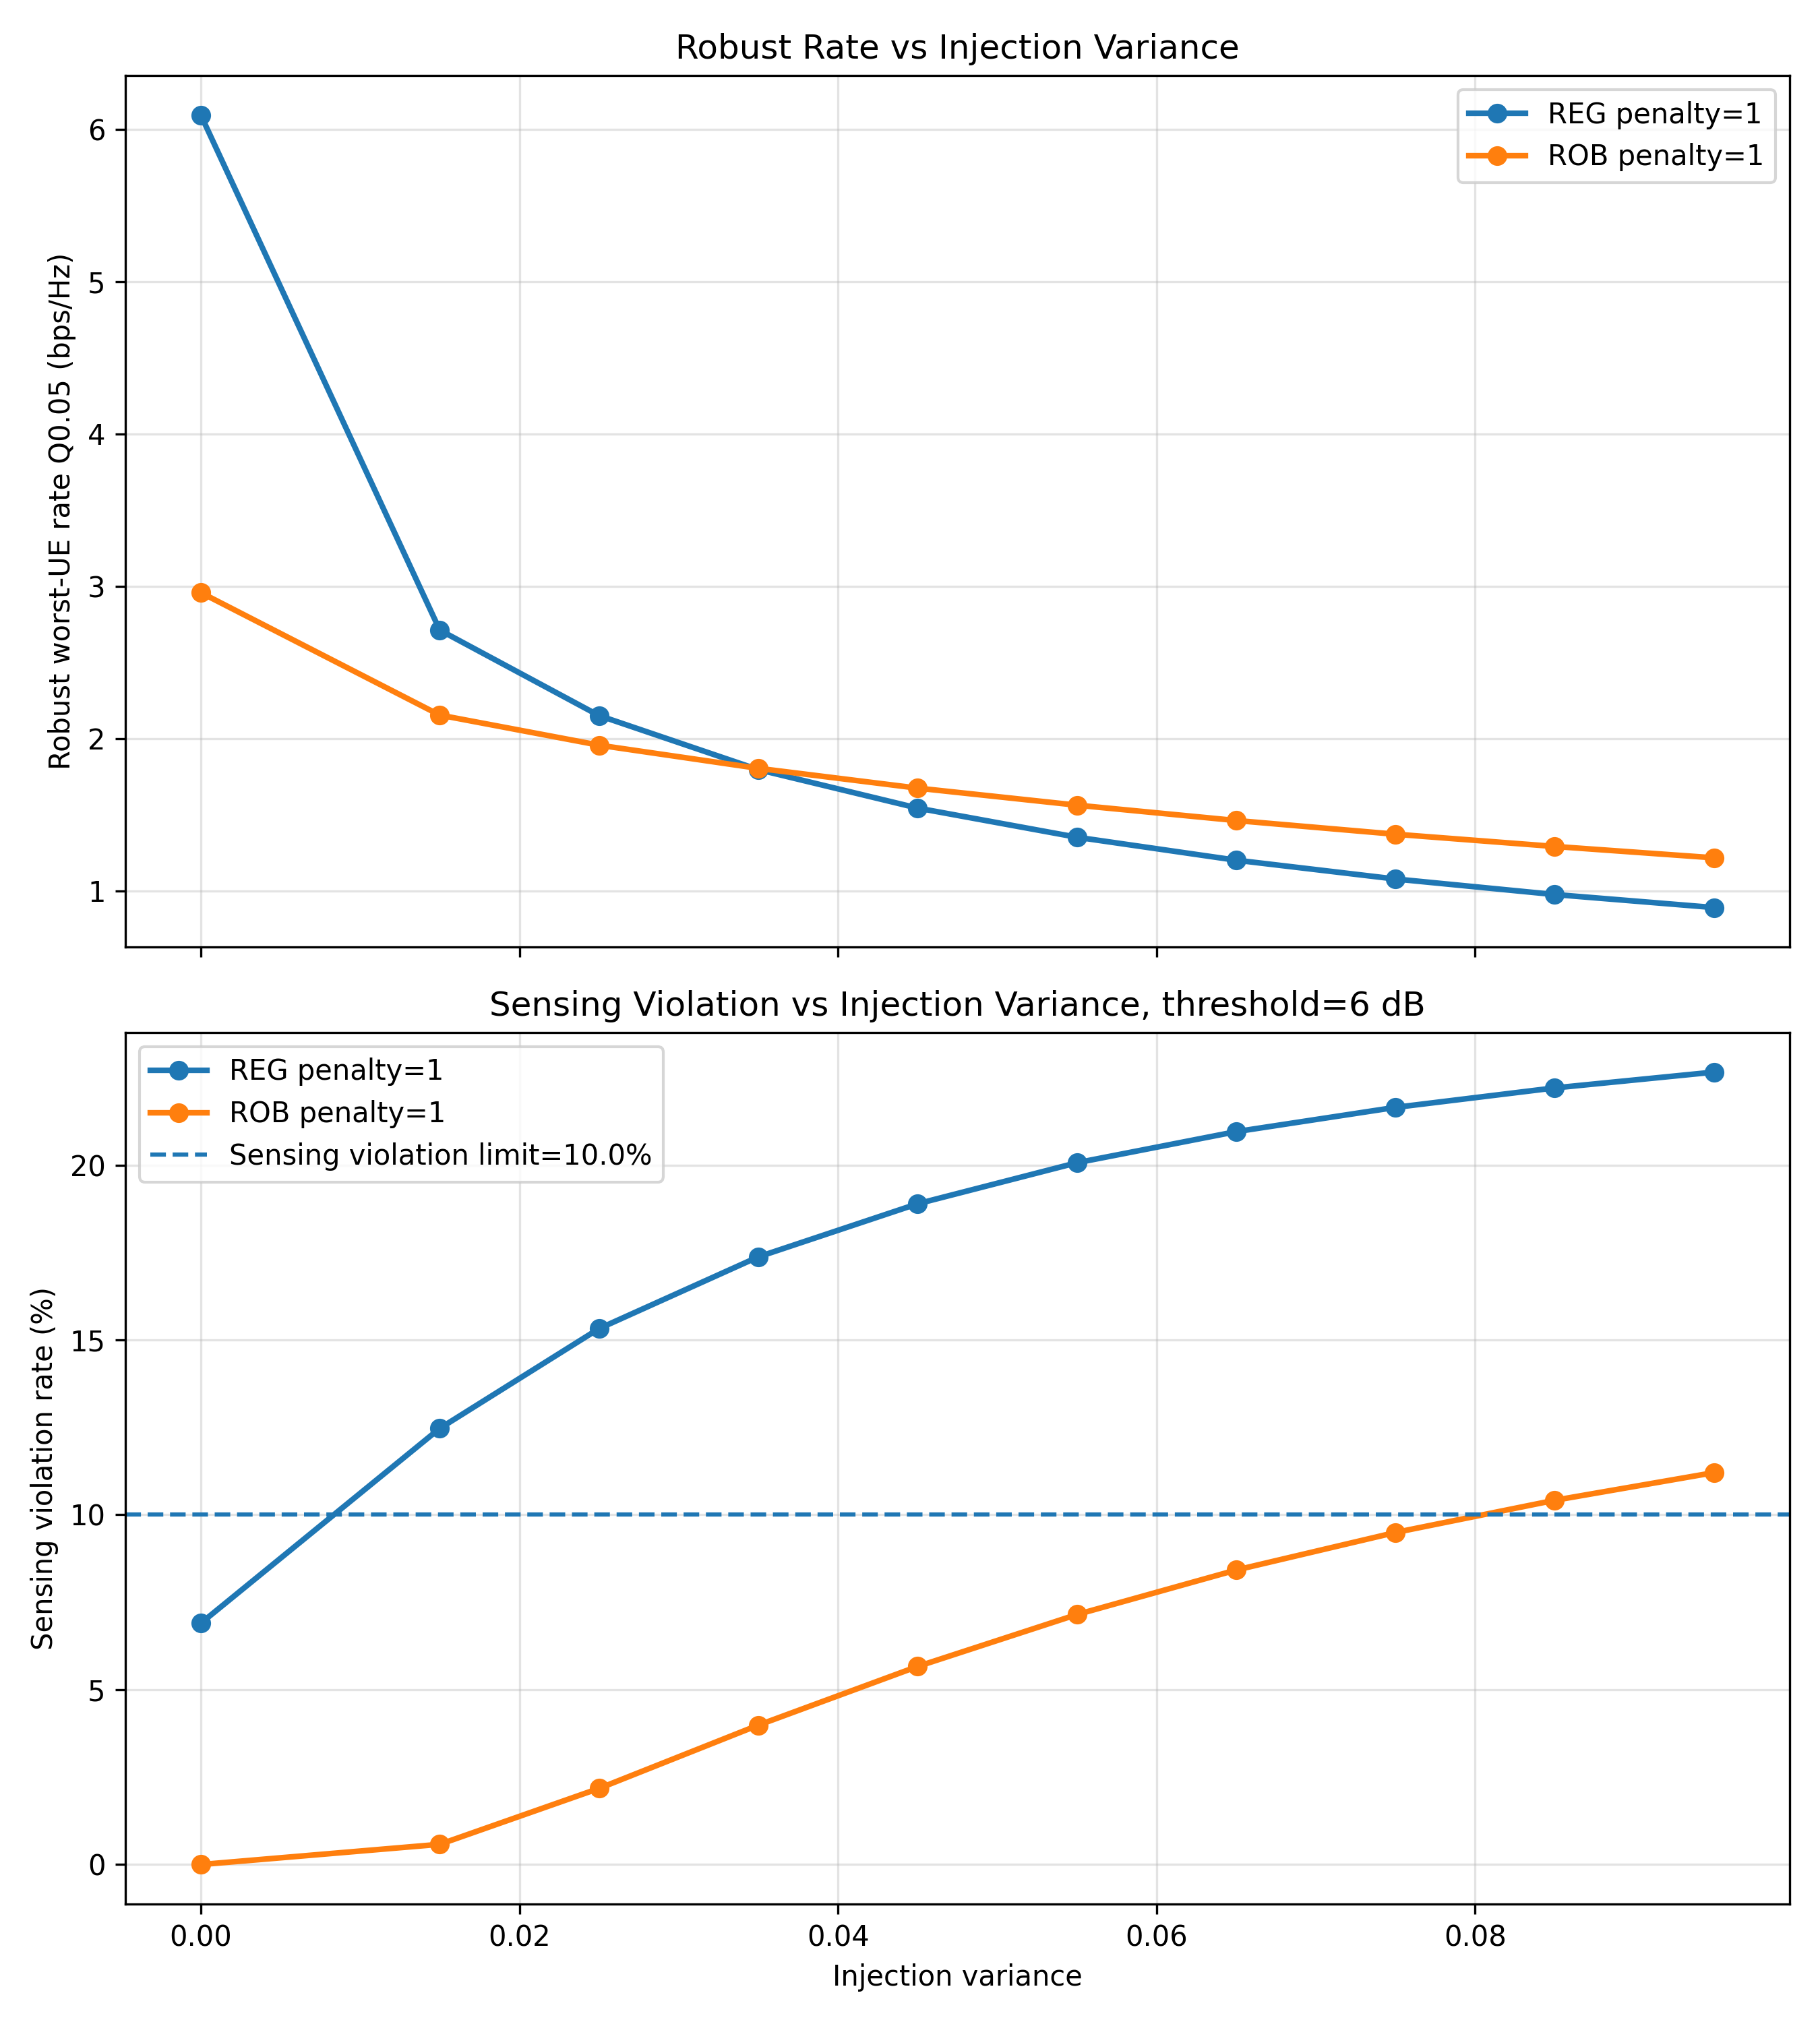 Robust Rate vs Injection Variance
REG penalty=1
ROB penalty=1
Robust worst-UE rate Q0.05 (bps/Hz)
6
5
4
3
2
1
Sensing Violation vs Injection Variance, threshold=6 dB
REG penalty=1
ROB penalty=1
Sensing violation limit=10.0%
Sensing violation rate (%)
20
15
10
5
0
0.00 0.02 0.04 0.06 0.08
Injection variance